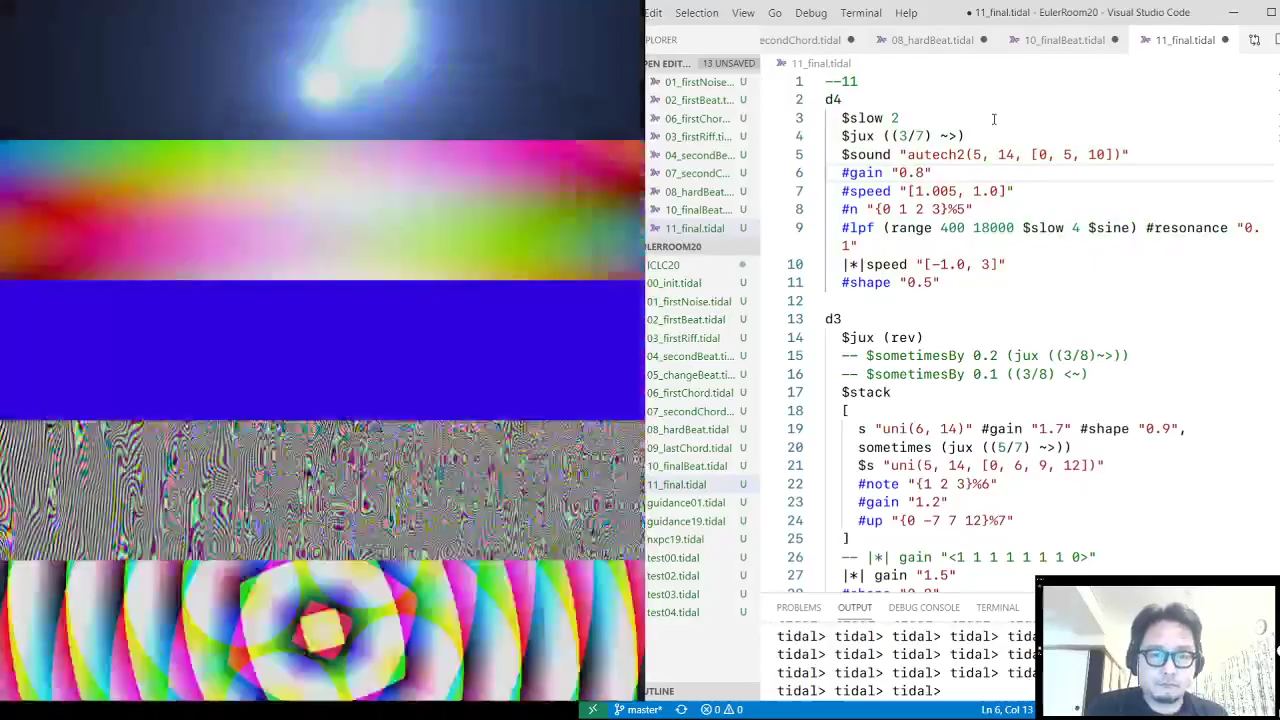 Edit Selection View Go Debug Terminal Help
● 11_final.tidal - EulerRoom20 - Visual Studio Code
PLORER
econdChord.tidal
08_hardBeat.tidal
10_finalBeat.tidal
11_final.tidal
PEN EDIT... 13 UNSAVED
01_firstNoise... U
02_firstBeat.t... U
06_firstChor... U
03_firstRiff.t... U
04_secondBe... U
07_secondC... U
08_hardBeat... U
10_finalBeat... U
11_final.tidal U
EULERROOM20
ICLC20
00_init.tidal U
01_firstNoise.tidal U
02_firstBeat.tidal U
03_firstRiff.tidal U
04_secondBeat.ti... U
05_changeBeat.ti... U
06_firstChord.tidal U
07_secondChord... U
08_hardBeat.tidal U
09_lastChord.tidal U
10_finalBeat.tidal U
11_final.tidal U
guidance01.tidal U
guidance19.tidal U
nxpc19.tidal U
test00.tidal U
test02.tidal U
test03.tidal U
test04.tidal U
UTLINE
11_final.tidal
1 --11
2 d4
3 $slow 2
4 $jux ((3/7) ~>)
5 $sound "autech2(5, 14, [0, 5, 10])"
6 #gain "0.8"
7 #speed "[1.005, 1.0]"
8 #n "{0 1 2 3}%5"
9 #lpf (range 400 18000 $slow 4 $sine) #resonance "0.
1"
10 |*|speed "[-1.0, 3]"
11 #shape "0.5"
12
13 d3
14 $jux (rev)
15 -- $sometimesBy 0.2 (jux ((3/8)~>))
16 -- $sometimesBy 0.1 ((3/8) <~)
17 $stack
18 [
19 s "uni(6, 14)" #gain "1.7" #shape "0.9",
20 sometimes (jux ((5/7) ~>))
21 $s "uni(5, 14, [0, 6, 9, 12])"
22 #note "{1 2 3}%6"
23 #gain "1.2"
24 #up "{0 -7 7 12}%7"
25 ]
26 -- |*| gain "<1 1 1 1 1 1 1 0>"
27 |*| gain "1.5"
PROBLEMS OUTPUT DEBUG CONSOLE TERMINAL
tidal> tidal> tidal> tidal> tida
tidal> tidal> tidal> tidal> tida
tidal> tidal> tidal> tidal> tida
tidal> tidal> tidal>
master* 0 0
Ln 6, Col 13